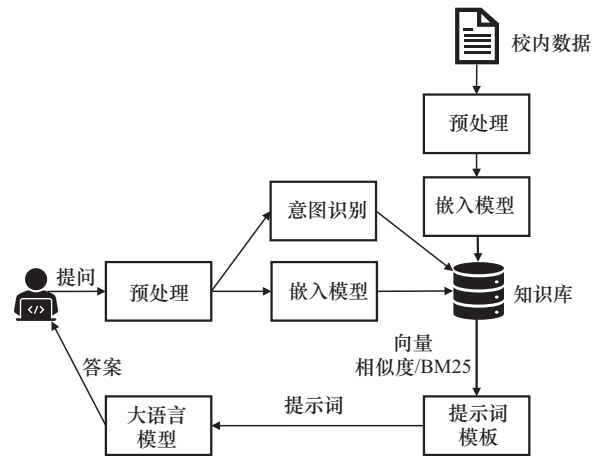 校内数据
预处理
嵌入模型
意图识别
提问
预处理
嵌入模型
</>
知识库
向量
相似度/BM25
答案
提示词
大语言
模型
提示词
模板